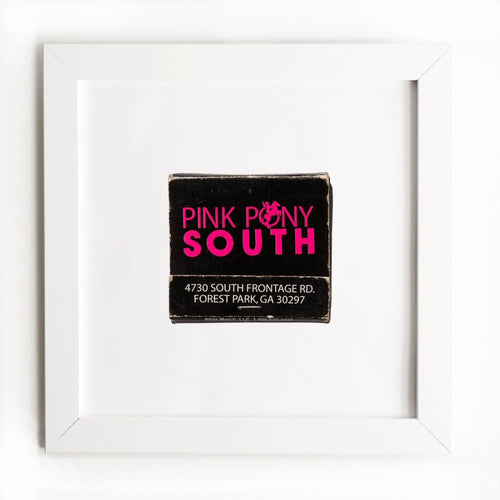 PINK PONY
SOUTH
4730 SOUTH FRONTAGE RD.
FOREST PARK, GA 30297